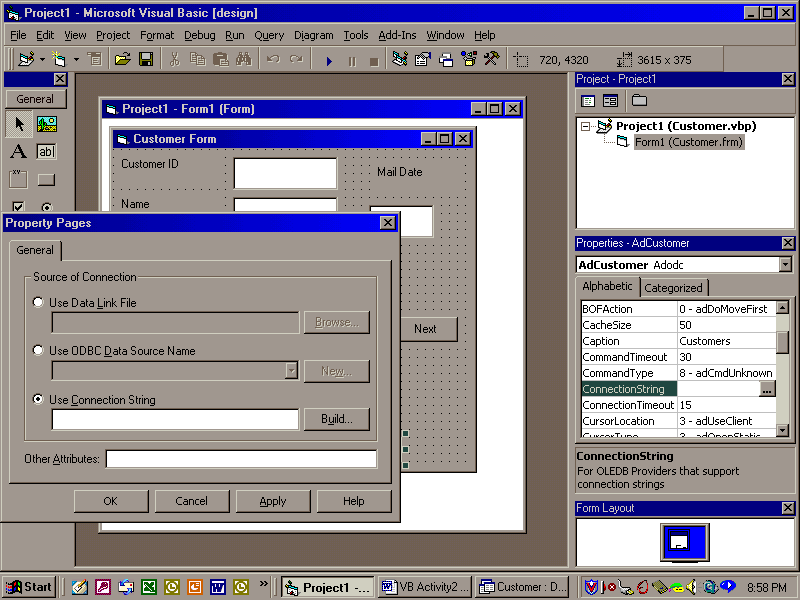 Project1 - Microsoft Visual Basic [design]
File Edit View Project Format Debug Run Query Diagram Tools Add-Ins Window Help
720, 4320 3615 x 375
General
A
ab|
xv
Project1 - Form1 (Form)
Customer Form
Customer ID
Mail Date
Name
Next
Property Pages
General
Source of Connection
Use Data Link File
Browse...
Use ODBC Data Source Name
New...
Use Connection String
Build...
Other Attributes:
OK Cancel Apply Help
Project - Project1
Project1 (Customer.vbp)
Form1 (Customer.frm)
Properties - AdCustomer
AdCustomer Adodc
Alphabetic Categorized
BOFAction 0 - adDoMoveFirst
CacheSize 50
Caption Customers
CommandTimeout 30
CommandType 8 - adCmdUnknown
ConnectionString ...
ConnectionTimeout 15
CursorLocation 3 - adUseClient
CursorType 3 - adOpenStatic
ConnectionString
For OLEDB Providers that support
connection strings
Form Layout
Start » Project1 -... VB Activity2 ... Customer : D... 8:58 PM